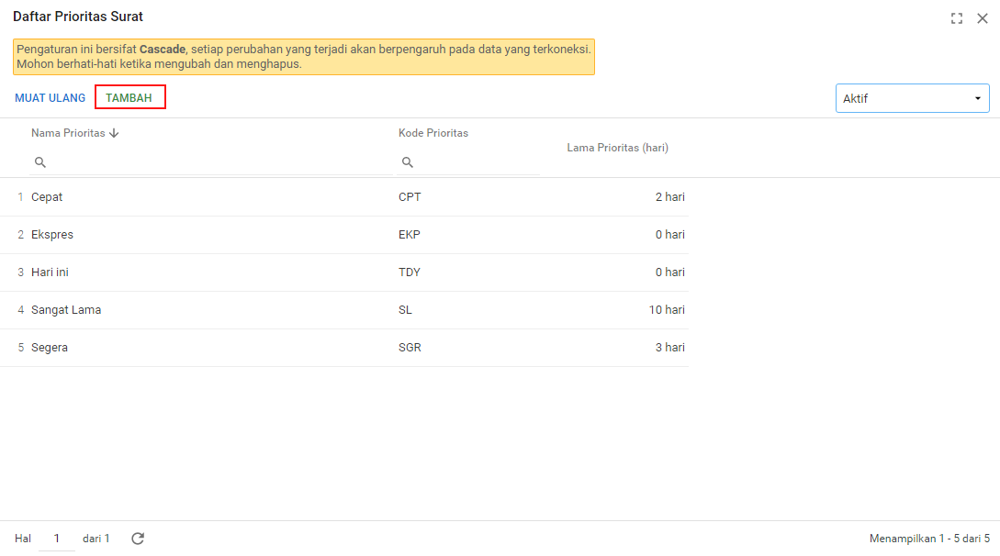 Daftar Prioritas Surat
Pengaturan ini bersifat Cascade, setiap perubahan yang terjadi akan berpengaruh pada data yang terkoneksi.
Mohon berhati-hati ketika mengubah dan menghapus.
MUAT ULANG TAMBAH Aktif
Nama Prioritas Kode Prioritas Lama Prioritas (hari)
1 Cepat CPT 2 hari
2 Ekspres EKP 0 hari
3 Hari ini TDY 0 hari
4 Sangat Lama SL 10 hari
5 Segera SGR 3 hari
Hal 1 dari 1 Menampilkan 1 - 5 dari 5